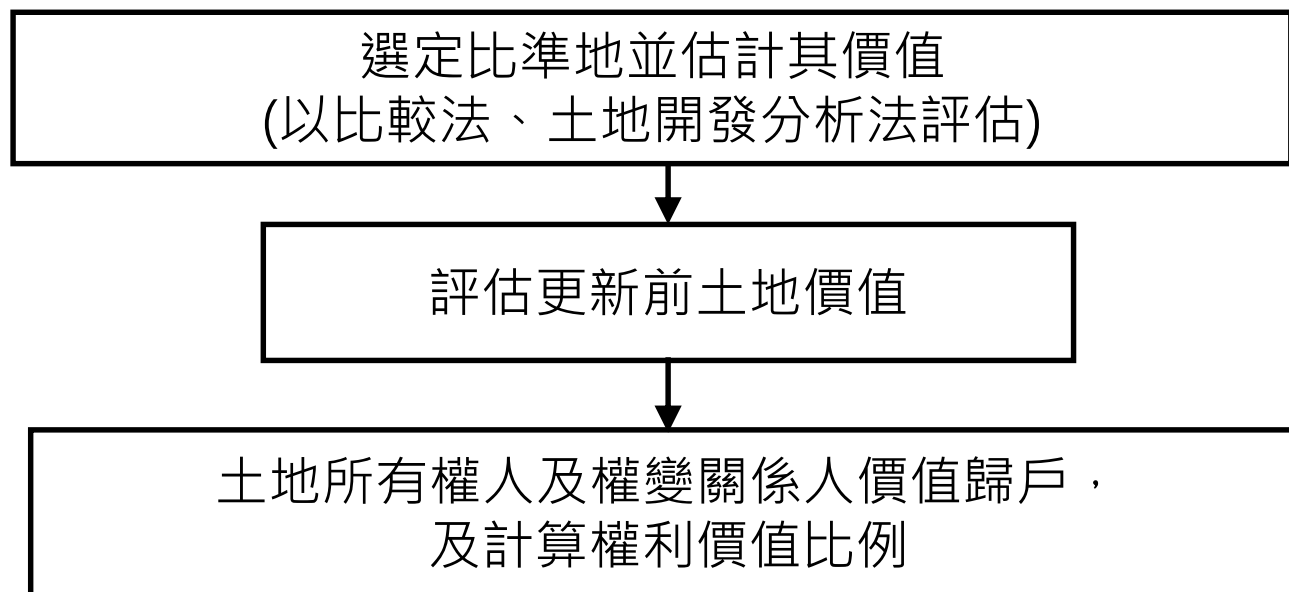 選定比準地並估計其價值
(以比較法、土地開發分析法評估)
評估更新前土地價值
土地所有權人及權變關係人價值歸戶，
及計算權利價值比例